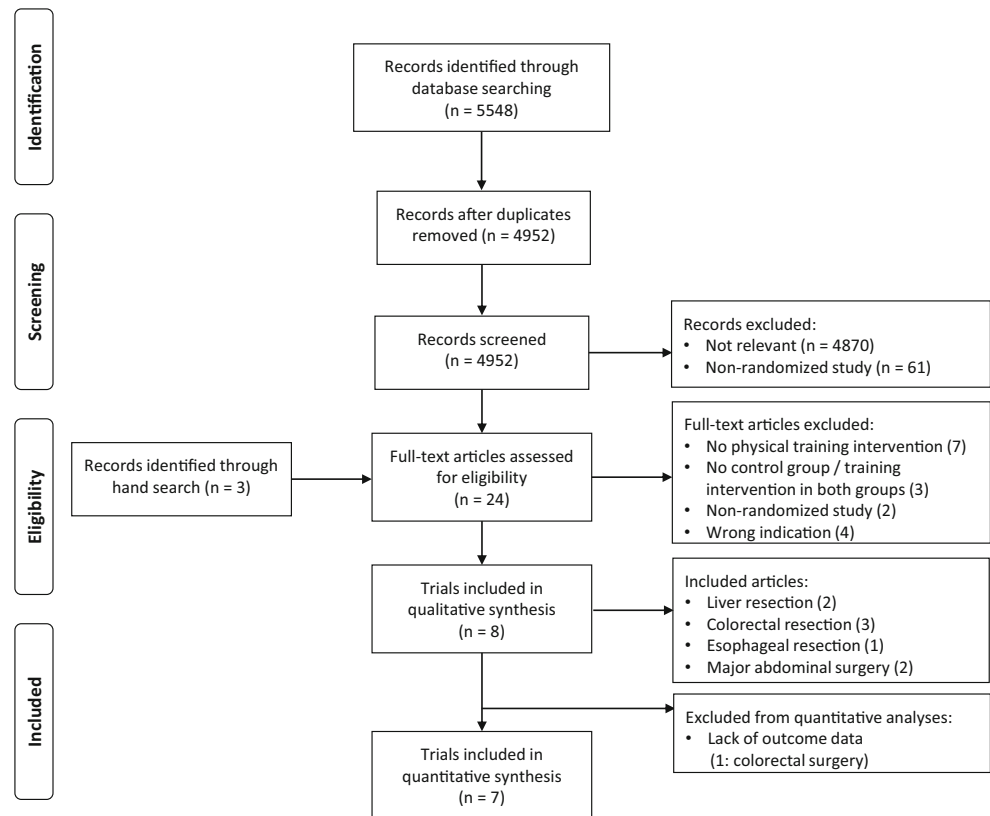 Identification
Records identified through
database searching
(n = 5548)
Records after duplicates
removed (n = 4952)
Screening
Records screened
(n = 4952)
Records excluded:
• Not relevant (n = 4870)
• Non-randomized study (n = 61)
Eligibility
Records identified through
hand search (n = 3)
Full-text articles assessed
for eligibility
(n = 24)
Full-text articles excluded:
• No physical training intervention (7)
• No control group / training
intervention in both groups (3)
• Non-randomized study (2)
• Wrong indication (4)
Trials included in
qualitative synthesis
(n = 8)
Included articles:
• Liver resection (2)
• Colorectal resection (3)
• Esophageal resection (1)
• Major abdominal surgery (2)
Included
Excluded from quantitative analyses:
• Lack of outcome data
(1: colorectal surgery)
Trials included in
quantitative synthesis
(n = 7)